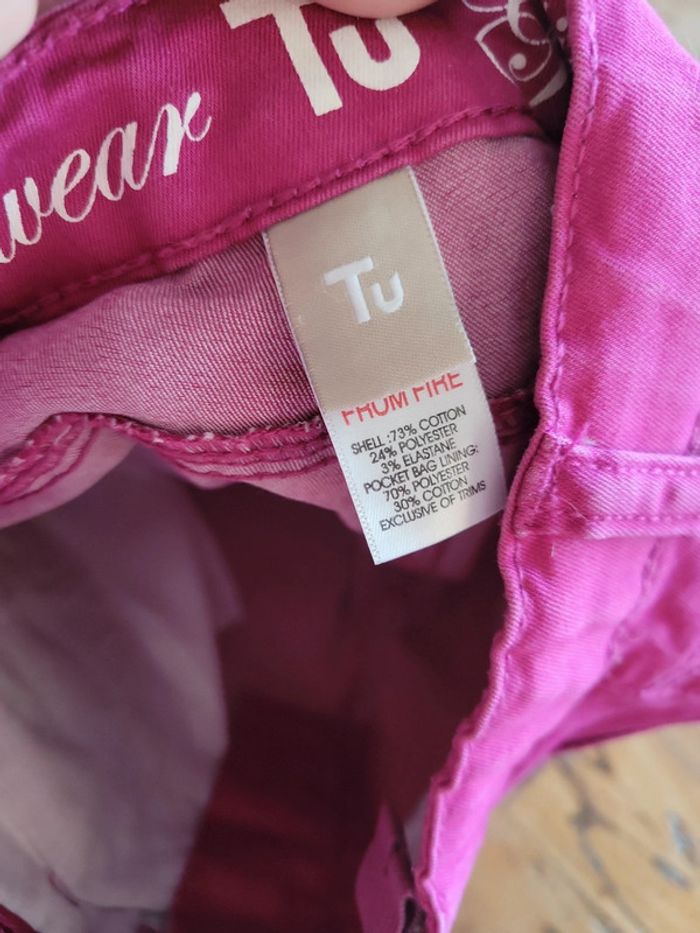 Tu
wear
Tu
FROM FIRE
SHELL :73% COTTON
24% POLYESTER
3% ELASTANE
POCKET BAG LINING:
70% POLYESTER
30% COTTON
EXCLUSIVE OF TRIMS